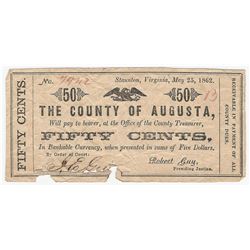 No. 7942
Staunton, Virginia, May 25, 1862.
50 50
13
THE COUNTY OF AUGUSTA,
Will pay to bearer, at the Office of the County Treasurer,
FIFTY CENTS,
In Bankable Currency, when presented in sums of Five Dollars.
By Order of Court:
Robert Guy,
Presiding Justice.
FIFTY CENTS.
RECEIVABLE IN PAYMENT OF ALL
COUNTY DUES.